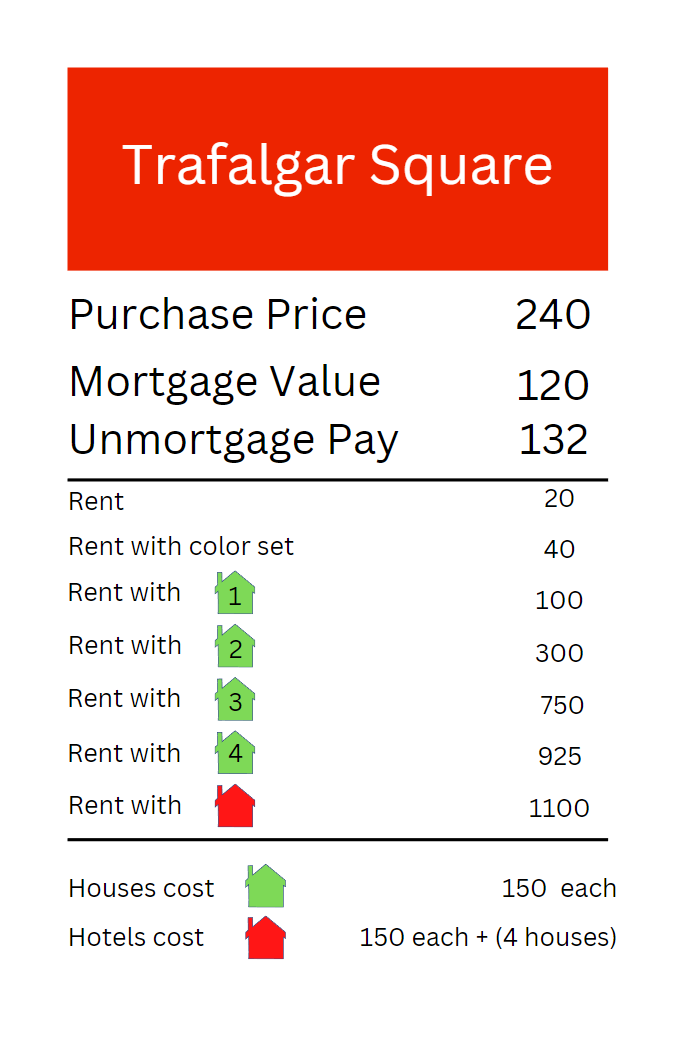 Trafalgar Square
Purchase Price 240
Mortgage Value 120
Unmortgage Pay 132
Rent 20
Rent with color set 40
Rent with 1 100
Rent with 2 300
Rent with 3 750
Rent with 4 925
Rent with 1100
Houses cost 150 each
Hotels cost 150 each + (4 houses)